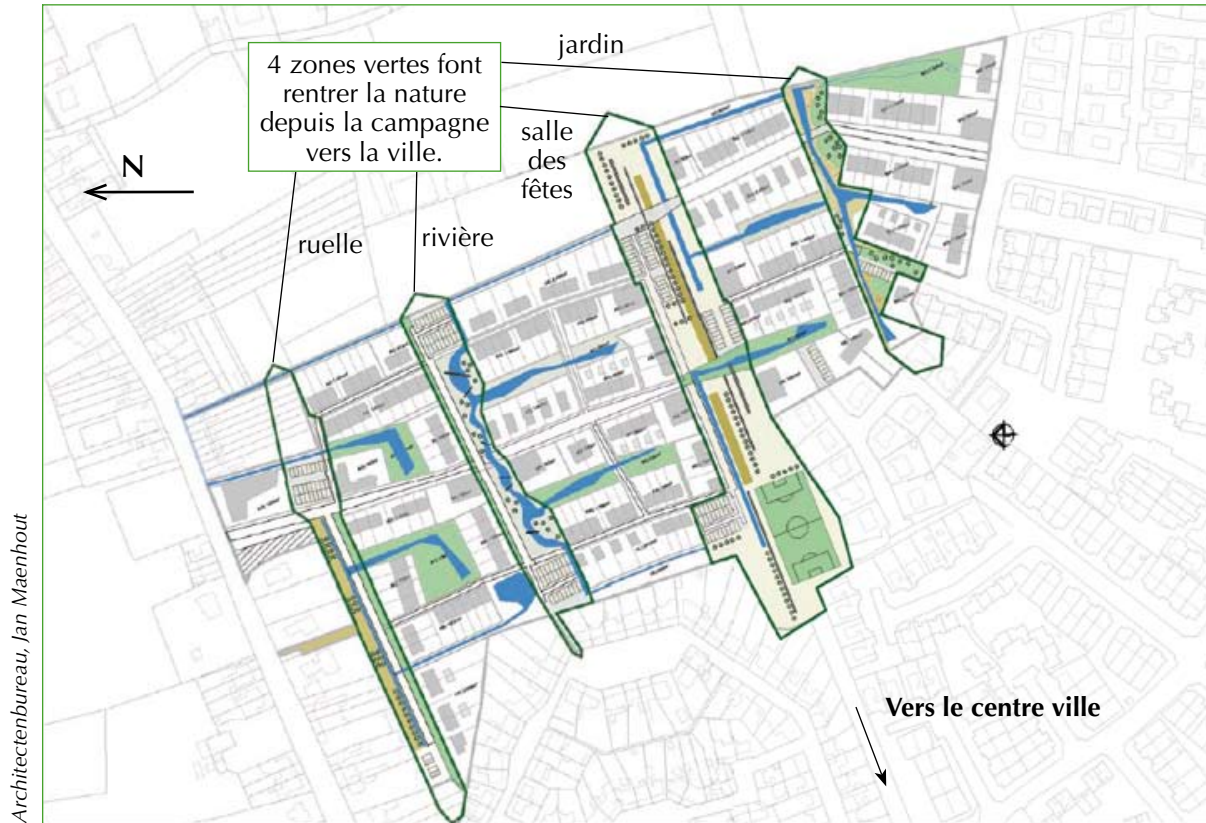 jardin
4 zones vertes font
rentrer la nature
depuis la campagne
vers la ville.
salle
des
fêtes
N
ruelle
rivière
Vers le centre ville
Architectenbureau, Jan Maenhout